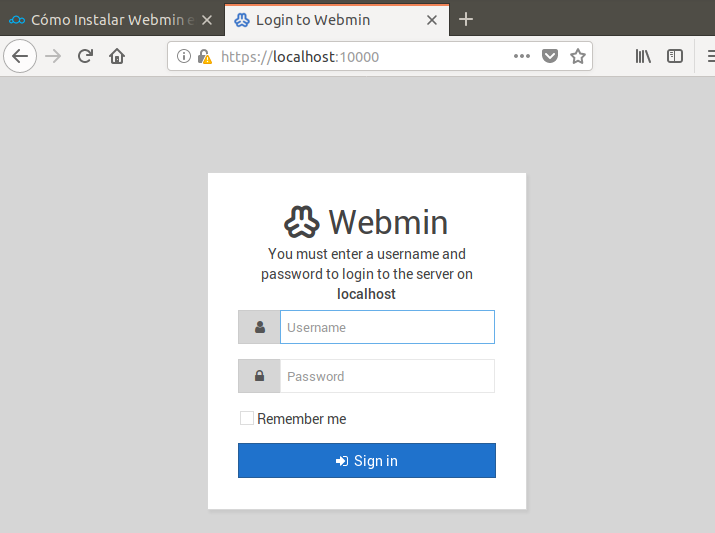 Cómo Instalar Webmin e
Login to Webmin
https://localhost:10000
Webmin
You must enter a username and
password to login to the server on
localhost
Username
Password
Remember me
Sign in